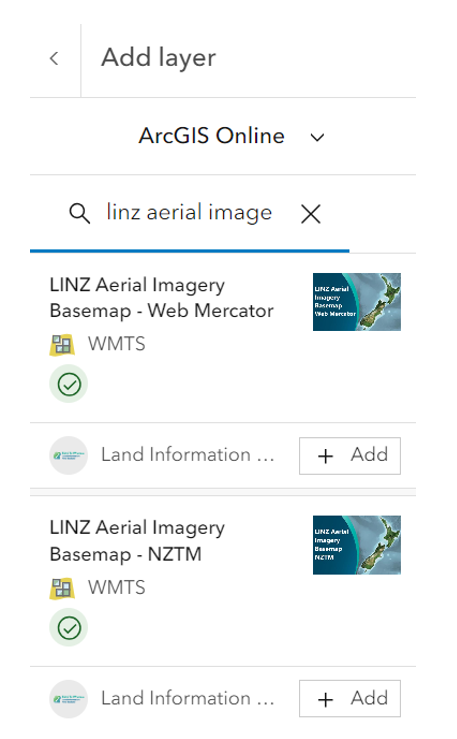 Add layer
ArcGIS Online
linz aerial image
LINZ Aerial Imagery
Basemap - Web Mercator
WMTS
LINZ Aerial
Imagery
Basemap
Web Mercator
Land Information ...
+ Add
LINZ Aerial Imagery
Basemap - NZTM
WMTS
LINZ Aerial
Imagery
Basemap
NZTM
Land Information ...
+ Add